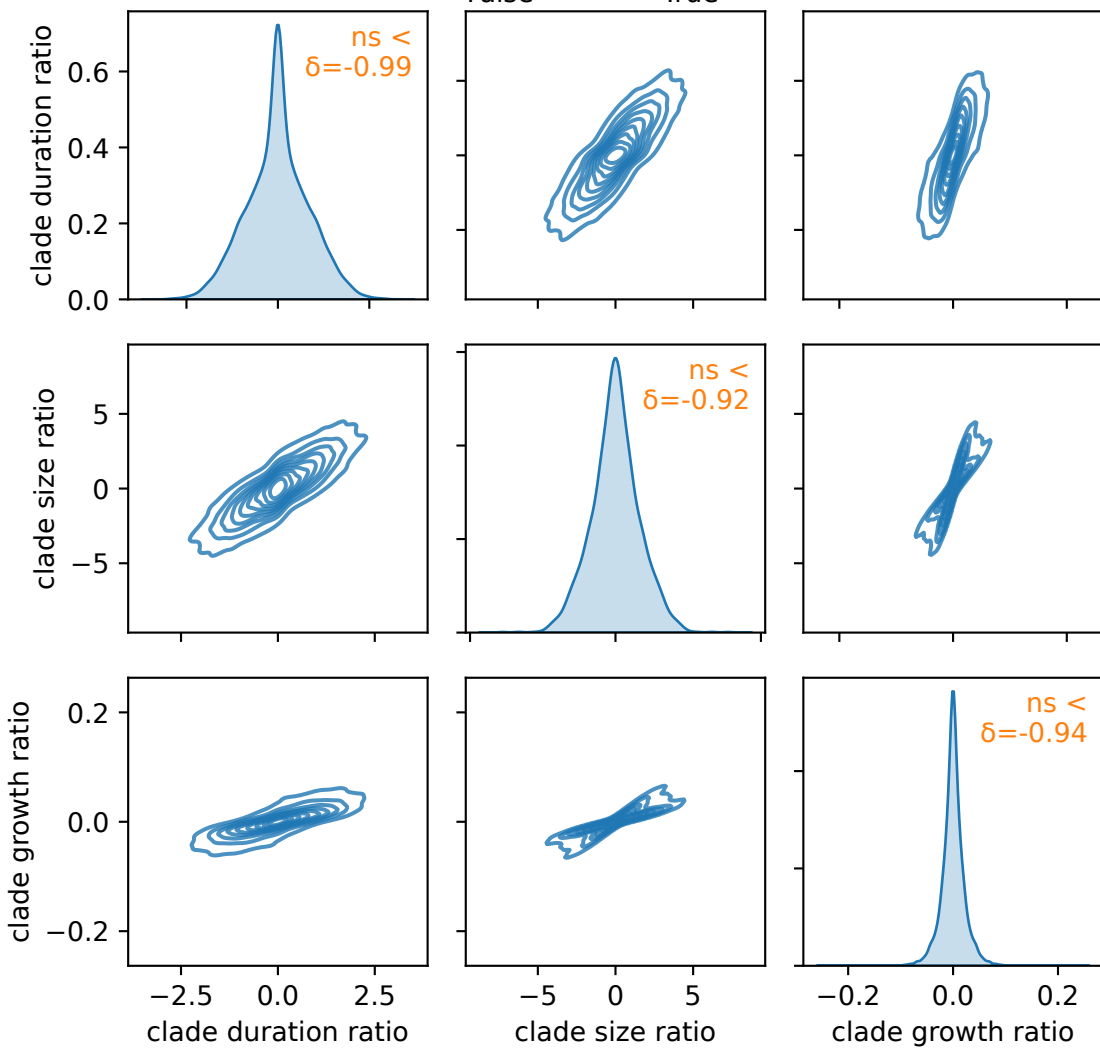 True
clade duration ratio
0.6
0.4
0.2
0.0
ns <
δ=-0.99
clade size ratio
5
0
−5
ns <
δ=-0.92
clade growth ratio
0.2
0.0
−0.2
ns <
δ=-0.94
−2.5 0.0 2.5
−5 0 5
−0.2 0.0 0.2
clade duration ratio
clade size ratio
clade growth ratio